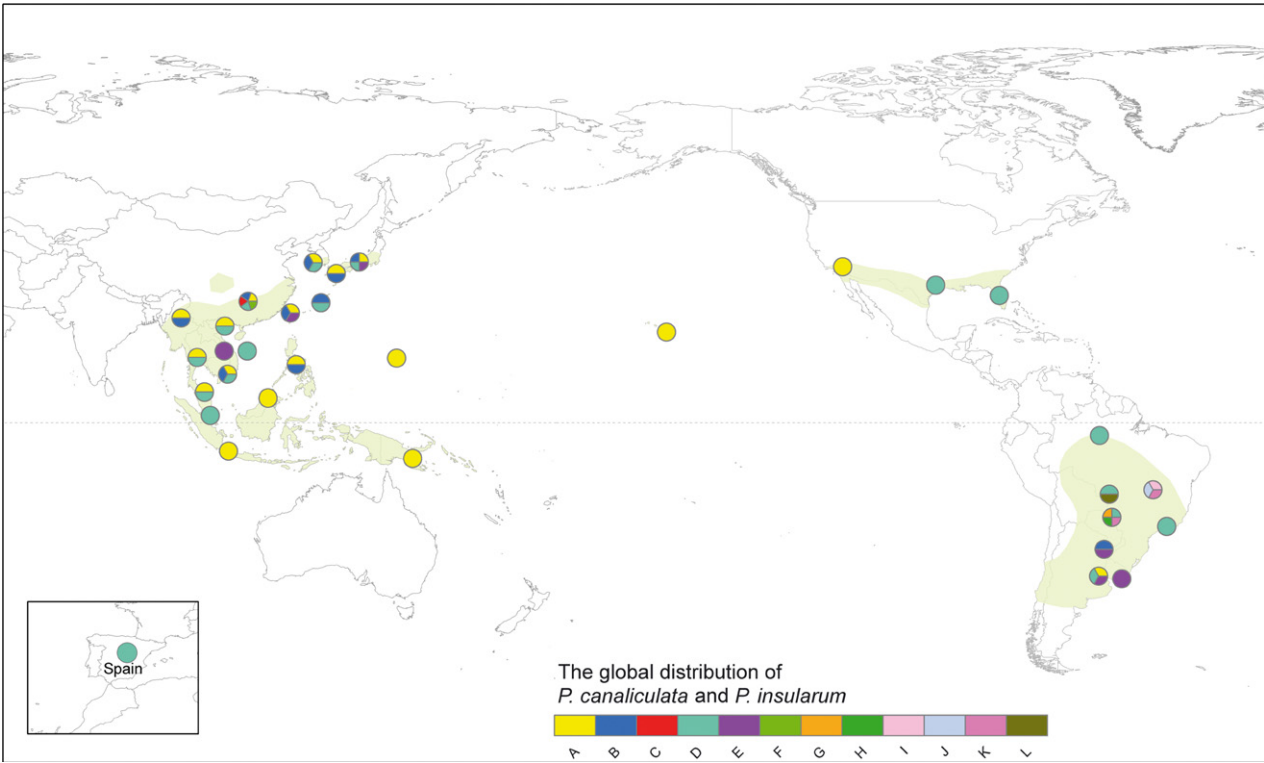 Spain
The global distribution of
P. canaliculata and P. insularum
A B C D E F G H I J K L